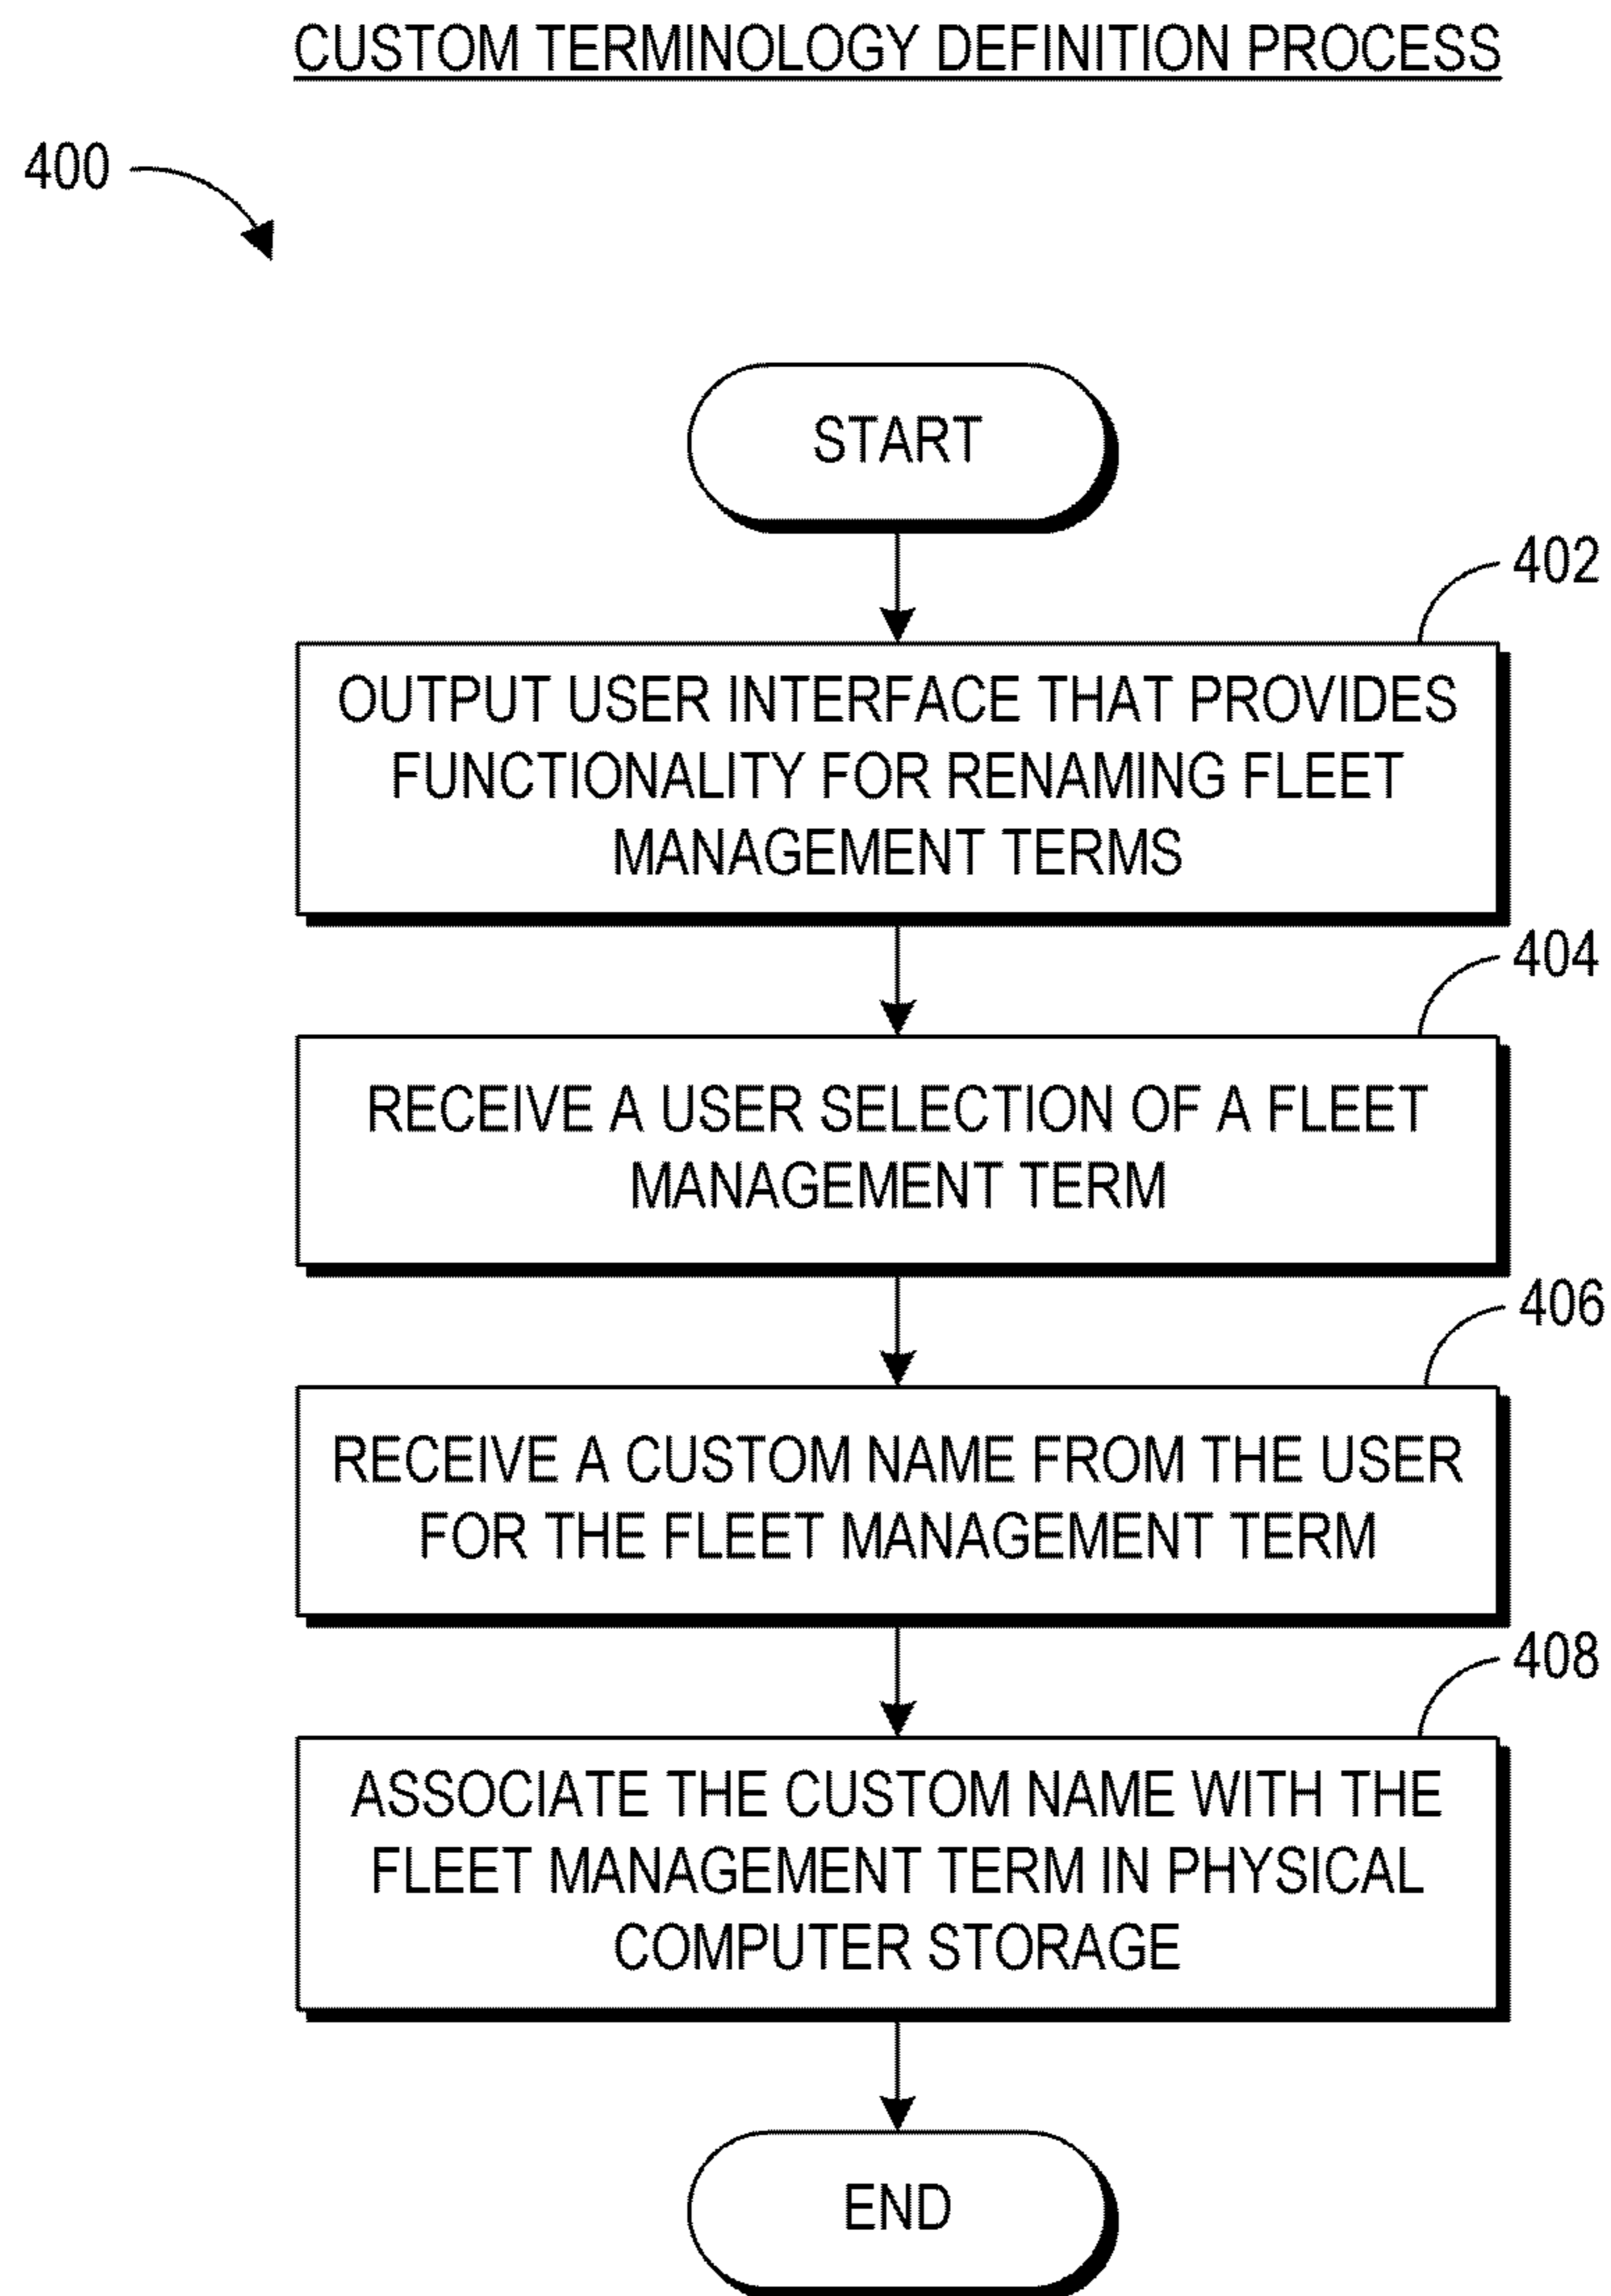 CUSTOM TERMINOLOGY DEFINITION PROCESS
400
START
402
OUTPUT USER INTERFACE THAT PROVIDES
FUNCTIONALITY FOR RENAMING FLEET
MANAGEMENT TERMS
404
RECEIVE A USER SELECTION OF A FLEET
MANAGEMENT TERM
406
RECEIVE A CUSTOM NAME FROM THE USER
FOR THE FLEET MANAGEMENT TERM
408
ASSOCIATE THE CUSTOM NAME WITH THE
FLEET MANAGEMENT TERM IN PHYSICAL
COMPUTER STORAGE
END